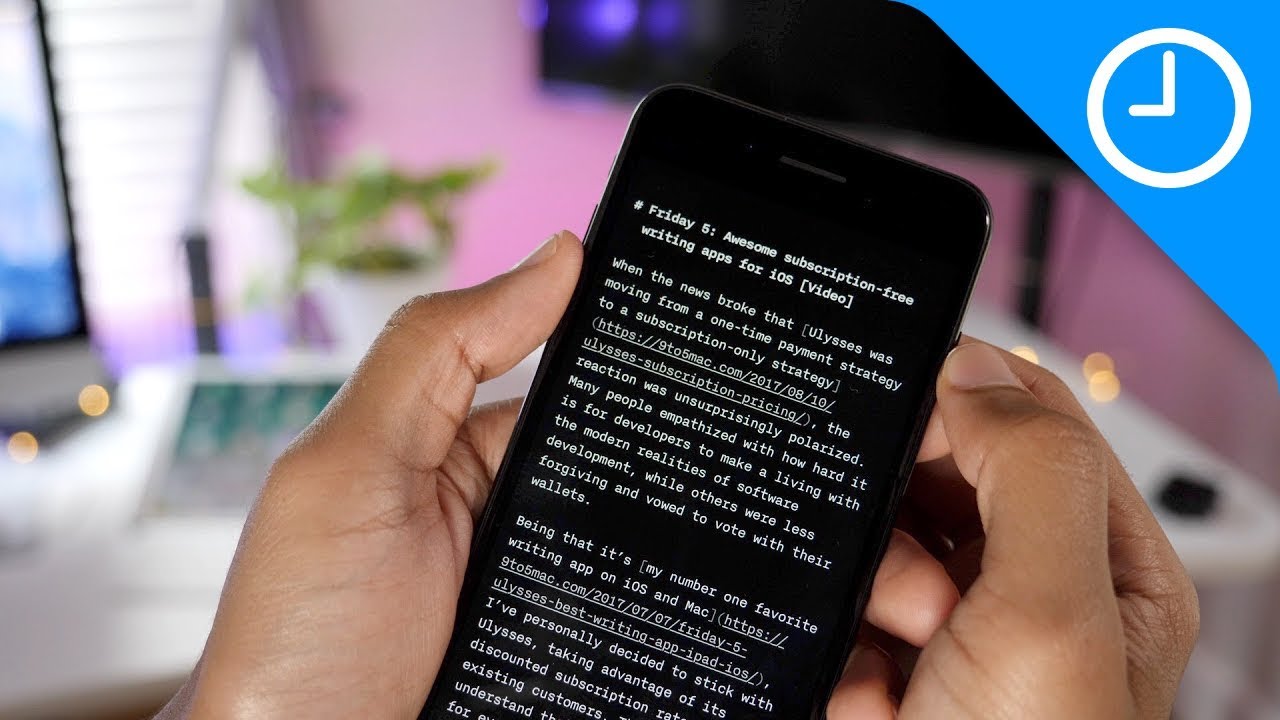 # Friday 5: Awesome subscription-free
writing apps for iOS [Video]
When the news broke that [Ulysses was
moving from a one-time payment strategy
to a subscription-only strategy]
(https://9to5mac.com/2017/08/10/
ulysses-subscription-pricing/), the
reaction was unsurprisingly polarized.
Many people empathized with how hard it
is for developers to make a living with
the modern realities of software
development, while others were less
forgiving and vowed to vote with their
wallets.
Being that it's [my number one favorite
writing app on iOS and Mac](https://
9to5mac.com/2017/07/07/friday-5-
ulysses-best-writing-app-ipad-ios/),
I've personally decided to stick with
Ulysses, taking advantage of its
discounted subscription
existing customers.
understand
for